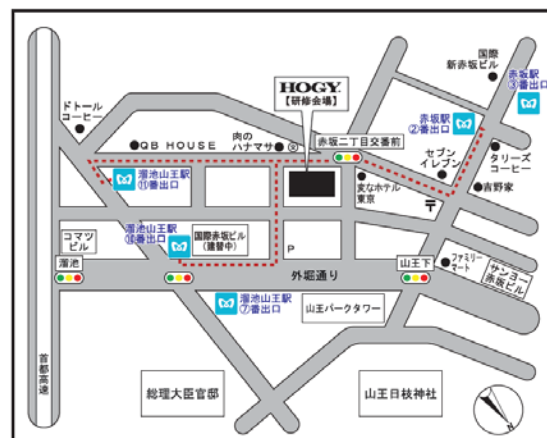 国際
新赤坂ビル
赤坂駅
③番出口
HOGY
【研修会場】
ドトール
コーヒー
赤坂駅
②番出口
QB HOUSE
肉の
ハナマサ
赤坂二丁目交番前
セブン
イレブン
タリーズ
コーヒー
溜池山王駅
⑪番出口
変なホテル
東京
吉野家
〒
コマツ
ビル
溜池山王駅
⑩番出口
国際赤坂ビル
(建替中)
P
溜池
外堀通り
山王下
ファミリー
マート
サンヨー
赤坂ビル
溜池山王駅
⑦番出口
山王パークタワー
首都高速
総理大臣官邸
山王日枝神社
N